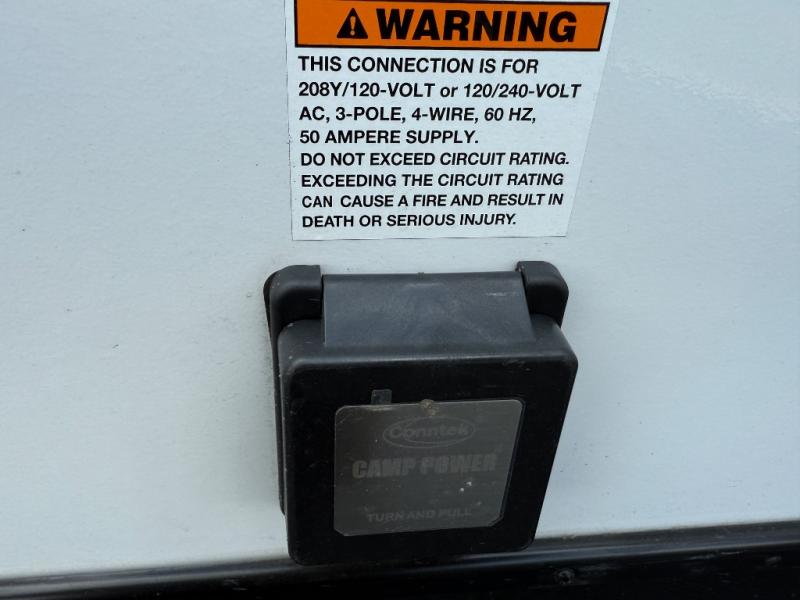 WARNING
THIS CONNECTION IS FOR
208Y/120-VOLT or 120/240-VOLT
AC, 3-POLE, 4-WIRE, 60 HZ,
50 AMPERE SUPPLY.
DO NOT EXCEED CIRCUIT RATING.
EXCEEDING THE CIRCUIT RATING
CAN CAUSE A FIRE AND RESULT IN
DEATH OR SERIOUS INJURY.
Conntek
CAMP POWER
TURN AND PULL